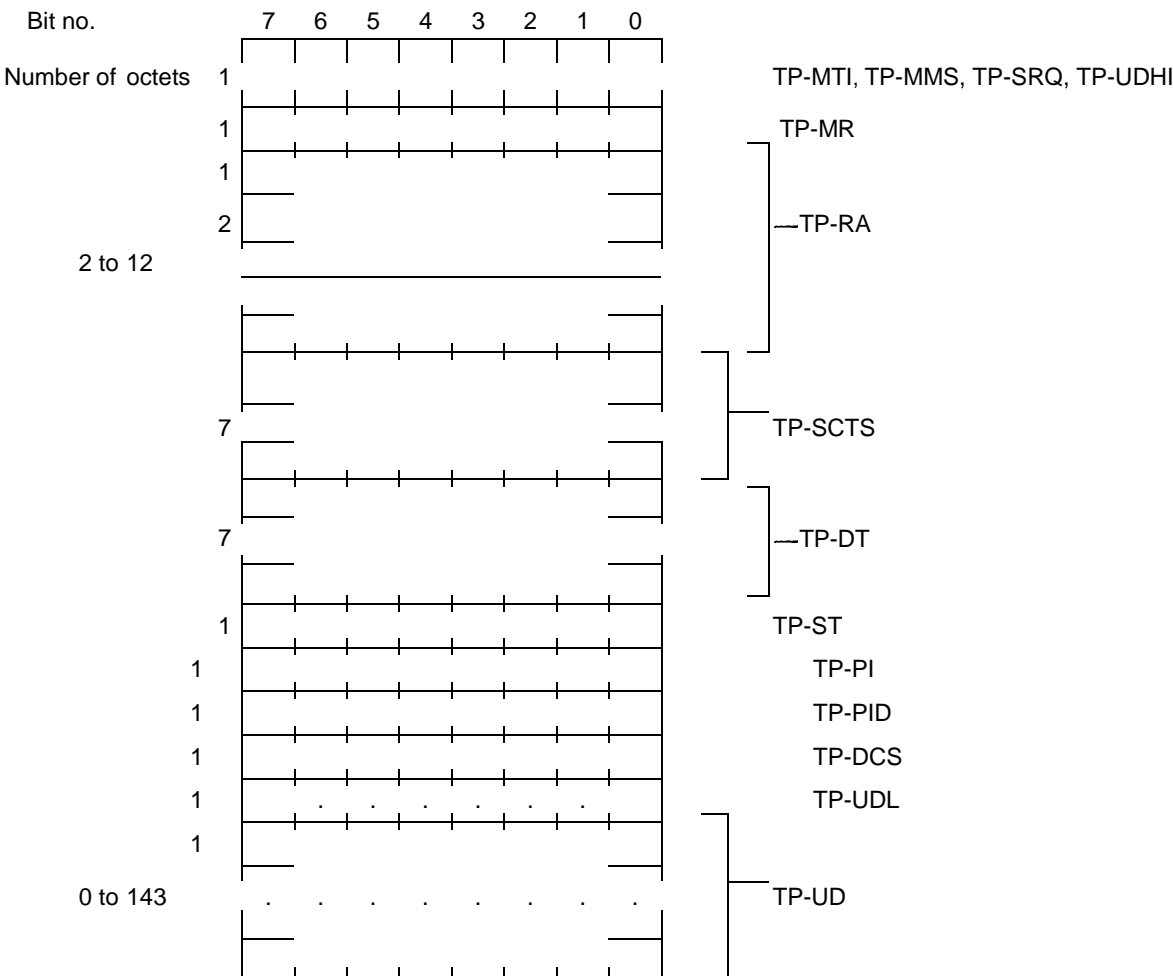 Bit no. 7 6 5 4 3 2 1 0
Number of octets 1 TP-MTI, TP-MMS, TP-SRQ, TP-UDHI
1 TP-MR
1
2 TP-RA
2 to 12
7 TP-SCTS
7 TP-DT
1 TP-ST
1 TP-PI
1 TP-PID
1 TP-DCS
1 . . . . . . TP-UDL
1
0 to 143 . . . . . . . . TP-UD